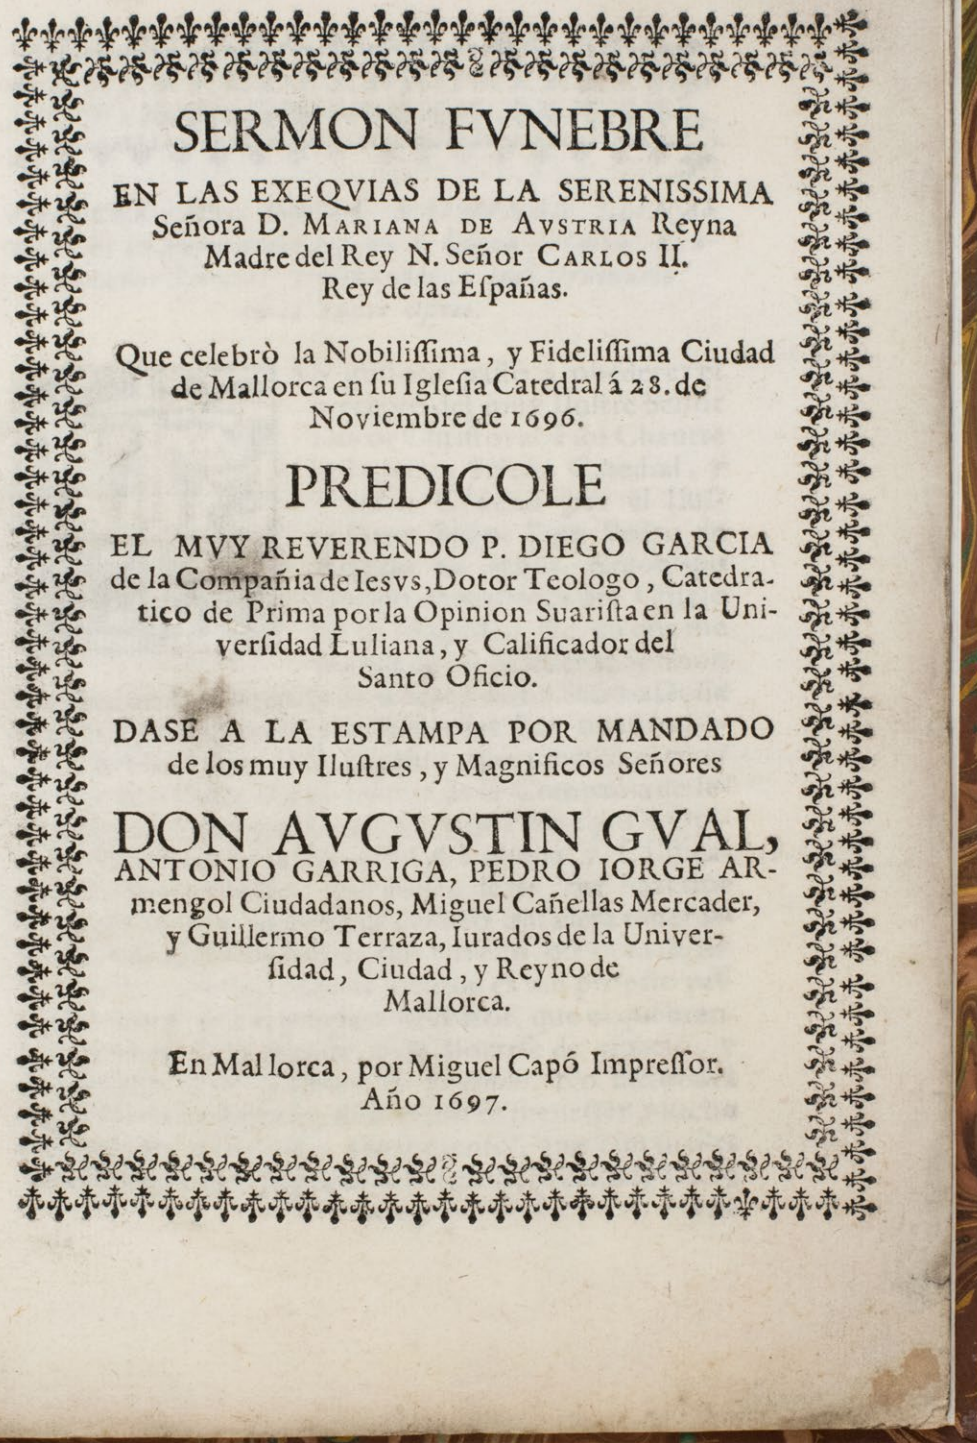 SERMON FVNEBRE
EN LAS EXEQVIAS DE LA SERENISSIMA
Señora D. MARIANA DE AVSTRIA Reyna
Madre del Rey N. Señor CARLOS II.
Rey de las Eſpañas.
Que celebrò la Nobiliſſima, y Fideliſſima Ciudad
de Mallorca en ſu Igleſia Catedral á 28. de
Noviembre de 1696.
PREDICOLE
EL MVY REVERENDO P. DIEGO GARCIA
de la Compañia de Iesvs, Dotor Teologo, Catedra-
tico de Prima por la Opinion Suariſta en la Uni-
verſidad Luliana, y Calificador del
Santo Oficio.
DASE A LA ESTAMPA POR MANDADO
de los muy Iluſtres, y Magnificos Señores
DON AVGVSTIN GVAL,
ANTONIO GARRIGA, PEDRO IORGE AR-
mengol Ciudadanos, Miguel Cañellas Mercader,
y Guillermo Terraza, Iurados de la Univer-
ſidad, Ciudad, y Reyno de
Mallorca.
En Mallorca, por Miguel Capó Impreſſor.
Año 1697.